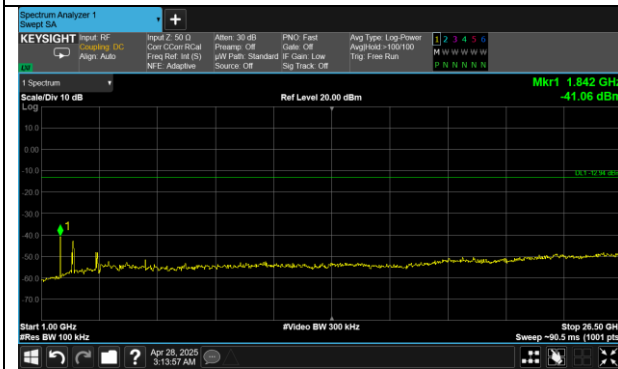 Spectrum Analyzer 1
Swept SA
+
KEYSIGHT
Input: RF
Coupling: DC
Align: Auto
Input Z: 50 Ω
Corr CCorr RCal
Freq Ref: Int (S)
NFE: Adaptive
Atten: 30 dB
Preamp: Off
µW Path: Standard
Source: Off
PNO: Fast
Gate: Off
IF Gain: Low
Sig Track: Off
Avg Type: Log-Power
Avg|Hold:>100/100
Trig: Free Run
1 2 3 4 5 6
M W W W W W
P N N N N N
1 Spectrum
Mkr1 1.842 GHz
Scale/Div 10 dB
Ref Level 20.00 dBm
-41.06 dBm
Log
10.0
0.00
-10.0
DL1 -12.94 dBm
-20.0
-30.0
1
-40.0
-50.0
-60.0
-70.0
Start 1.00 GHz
#Video BW 300 kHz
Stop 26.50 GHz
#Res BW 100 kHz
Sweep ~90.5 ms (1001 pts)
?
Apr 28, 2025
3:13:57 AM